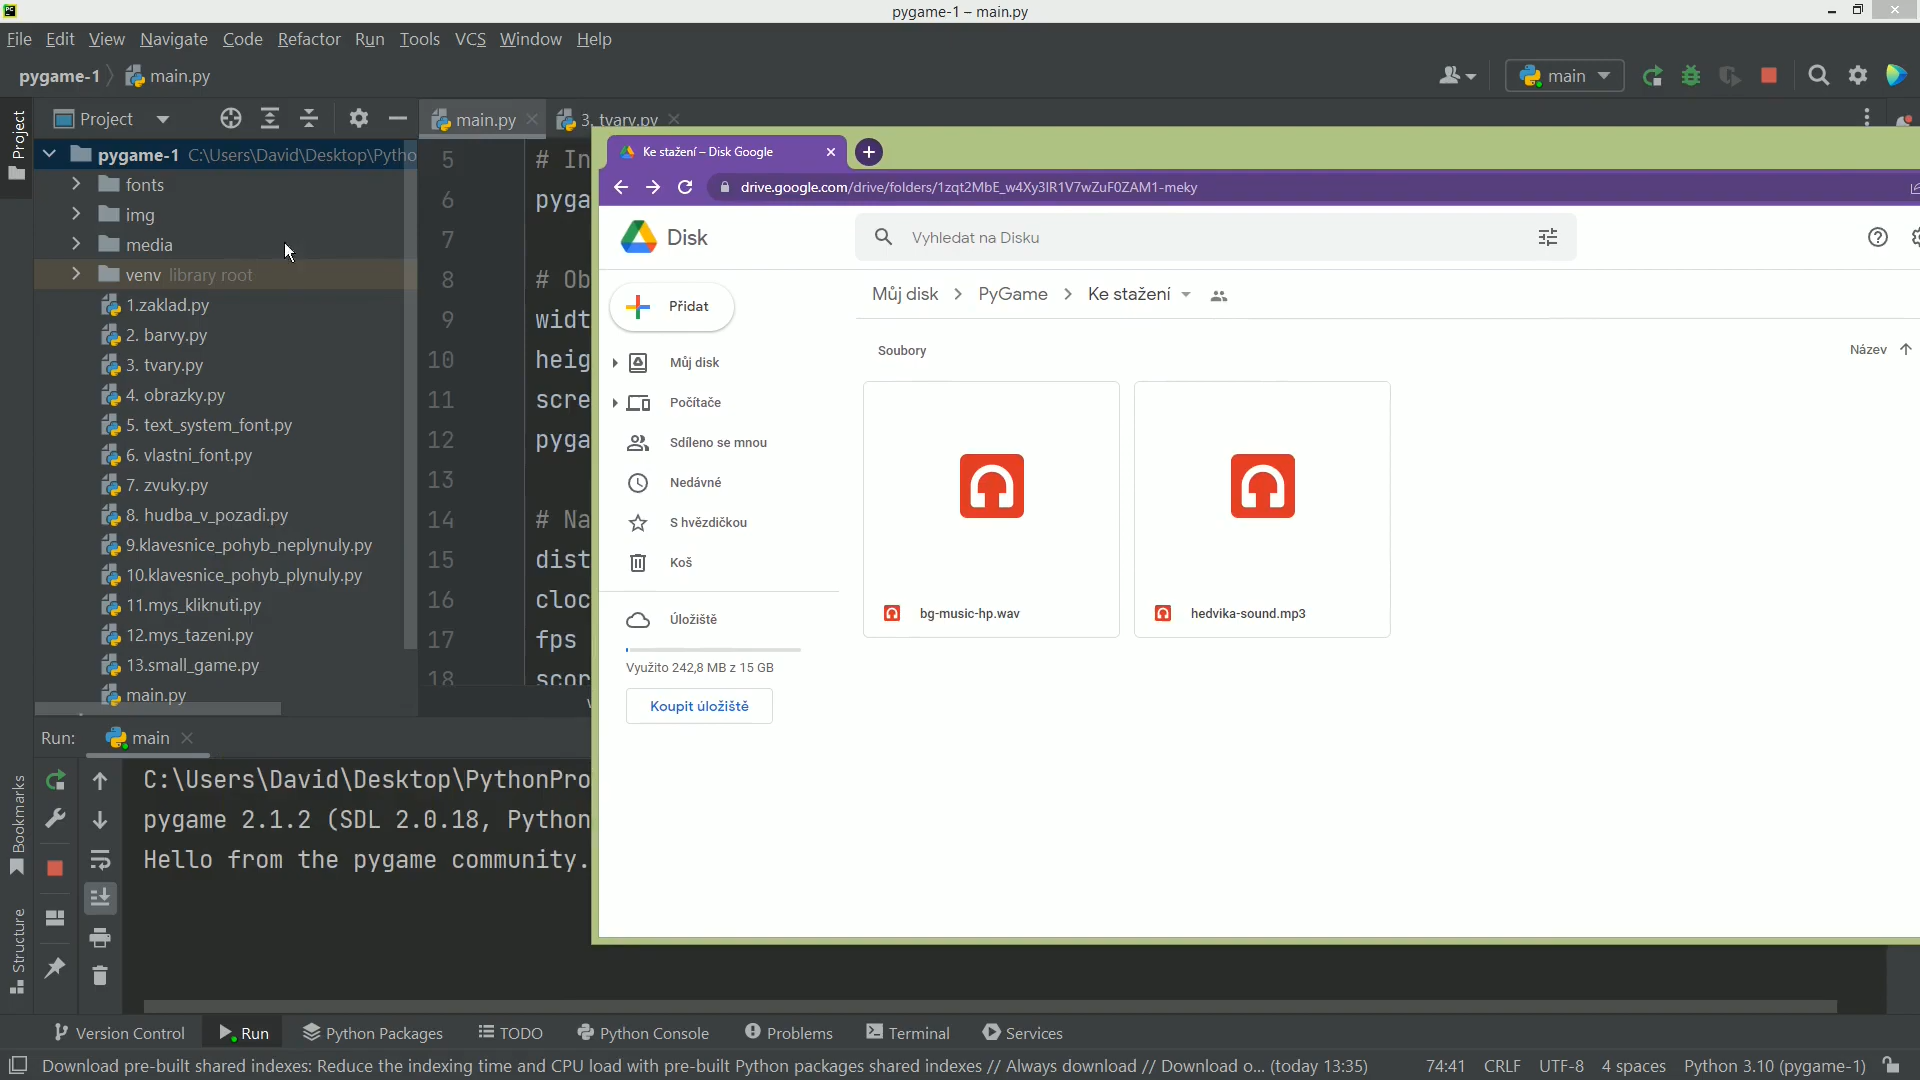 pygame-1 – main.py
File Edit View Navigate Code Refactor Run Tools VCS Window Help
pygame-1 main.py
main
Project
Project
main.py
3. tvary.py
pygame-1 C:\Users\David\Desktop\Pytho
fonts
img
media
venv library root
1.zaklad.py
2. barvy.py
3. tvary.py
4. obrazky.py
5. text_system_font.py
6. vlastni_font.py
7. zvuky.py
8. hudba_v_pozadi.py
9.klavesnice_pohyb_neplynuly.py
10.klavesnice_pohyb_plynuly.py
11.mys_kliknuti.py
12.mys_tazeni.py
13.small_game.py
main.py
5 # In
6 pyga
7
8 # Ob
9 widt
10 heig
11 scre
12 pyga
13
14 # Na
15 dist
16 cloc
17 fps
18 scor
Ke stažení – Disk Google
drive.google.com/drive/folders/1zqt2MbE_w4Xy3IR1V7wZuF0ZAM1-meky
Disk
Vyhledat na Disku
Přidat
Můj disk
Počítače
Sdíleno se mnou
Nedávné
S hvězdičkou
Koš
Úložiště
Využito 242,8 MB z 15 GB
Koupit úložiště
Můj disk PyGame Ke stažení
Soubory
Název
bg-music-hp.wav
hedvika-sound.mp3
Run: main
C:\Users\David\Desktop\PythonPro
pygame 2.1.2 (SDL 2.0.18, Python
Hello from the pygame community.
Bookmarks
Structure
Version Control Run Python Packages TODO Python Console Problems Terminal Services
Download pre-built shared indexes: Reduce the indexing time and CPU load with pre-built Python packages shared indexes // Always download // Download o... (today 13:35) 74:41 CRLF UTF-8 4 spaces Python 3.10 (pygame-1)